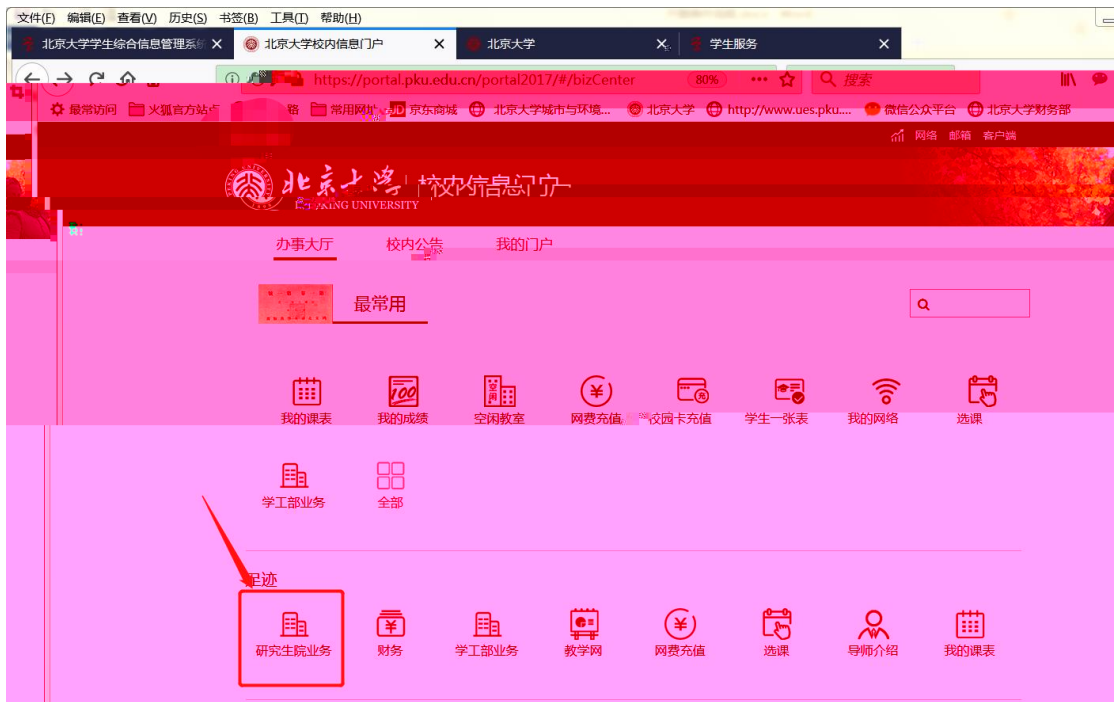 文件(F) 编辑(E) 查看(V) 历史(S) 书签(B) 工具(T) 帮助(H)
北京大学学生综合信息管理系统 北京大学校内信息门户 北京大学 学生服务
https://portal.pku.edu.cn/portal2017/#/bizCenter 80% 搜索
最常访问 火狐官方站点 路 常用网址 JD 京东商城 北京大学城市与环境... 北京大学 http://www.ues.pku.... 微信公众平台 北京大学财务部
网络 邮箱 客户端
北京大学 校内信息门户
PEKING UNIVERSITY
办事大厅 校内公告 我的门户
最常用
我的课表 我的成绩 空闲教室 网费充值 校园卡充值 学生一张表 我的网络 选课
学工部业务 全部
足迹
研究生院业务 财务 学工部业务 教学网 网费充值 选课 导师介绍 我的课表